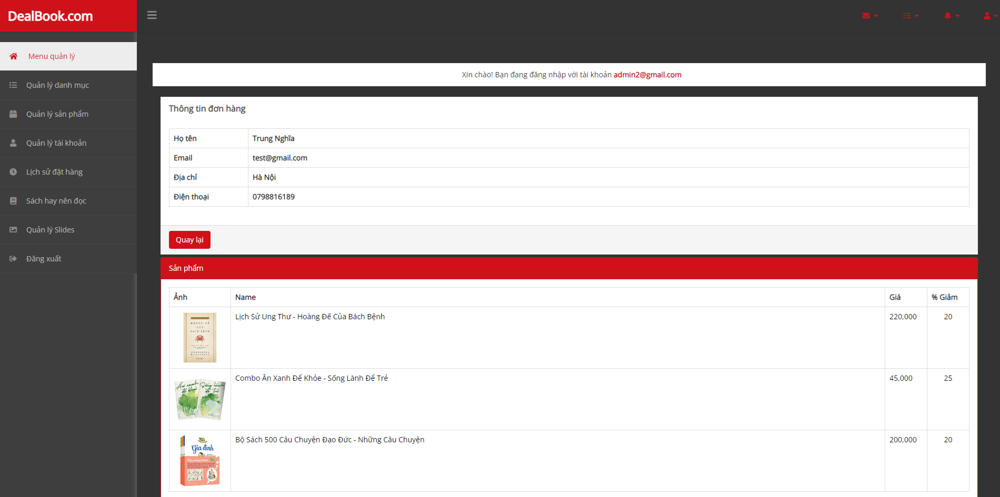 DealBook.com
Menu quản lý
Quản lý danh mục
Quản lý sản phẩm
Quản lý tài khoản
Lịch sử đặt hàng
Sách hay nên đọc
Quản lý Slides
Đăng xuất
Xin chào! Bạn đang đăng nhập với tài khoản admin2@gmail.com
Thông tin đơn hàng
Họ tên Trung Nghĩa
Email test@gmail.com
Địa chỉ Hà Nội
Điện thoại 0798816189
Quay lại
Sản phẩm
Ảnh Name Giá % Giảm
HOÀNG ĐẾ
CỦA
BÁCH BỆNH
Lịch Sử Ung Thư - Hoàng Đế Của Bách Bệnh 220,000 20
Ăn xanh
để khoẻ
Sống lành
để trẻ
Combo Ăn Xanh Để Khỏe - Sống Lành Để Trẻ 45,000 25
Gia đình
Bộ Sách 500 Câu Chuyện Đạo Đức - Những Câu Chuyện 200,000 20